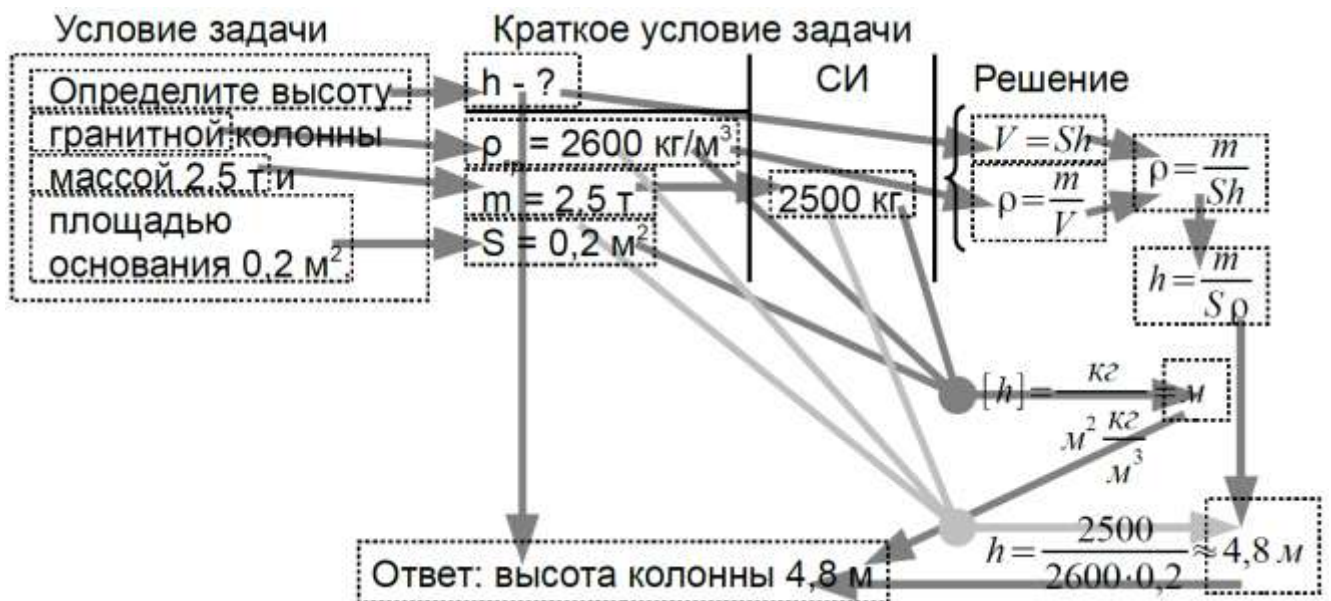 Условие задачи
Определите высоту
гранитной колонны
массой 2,5 т и
площадью
основания 0,2 м²
Краткое условие задачи
h - ?
ρ = 2600 кг/м³
m = 2,5 т
S = 0,2 м²
СИ
2500 кг
Решение
V = Sh
ρ = m/V
ρ = m/Sh
h = m/Sρ
[h] = кг/(м² кг/м³) = м
h = 2500/(2600·0,2) ≈ 4,8 м
Ответ: высота колонны 4,8 м